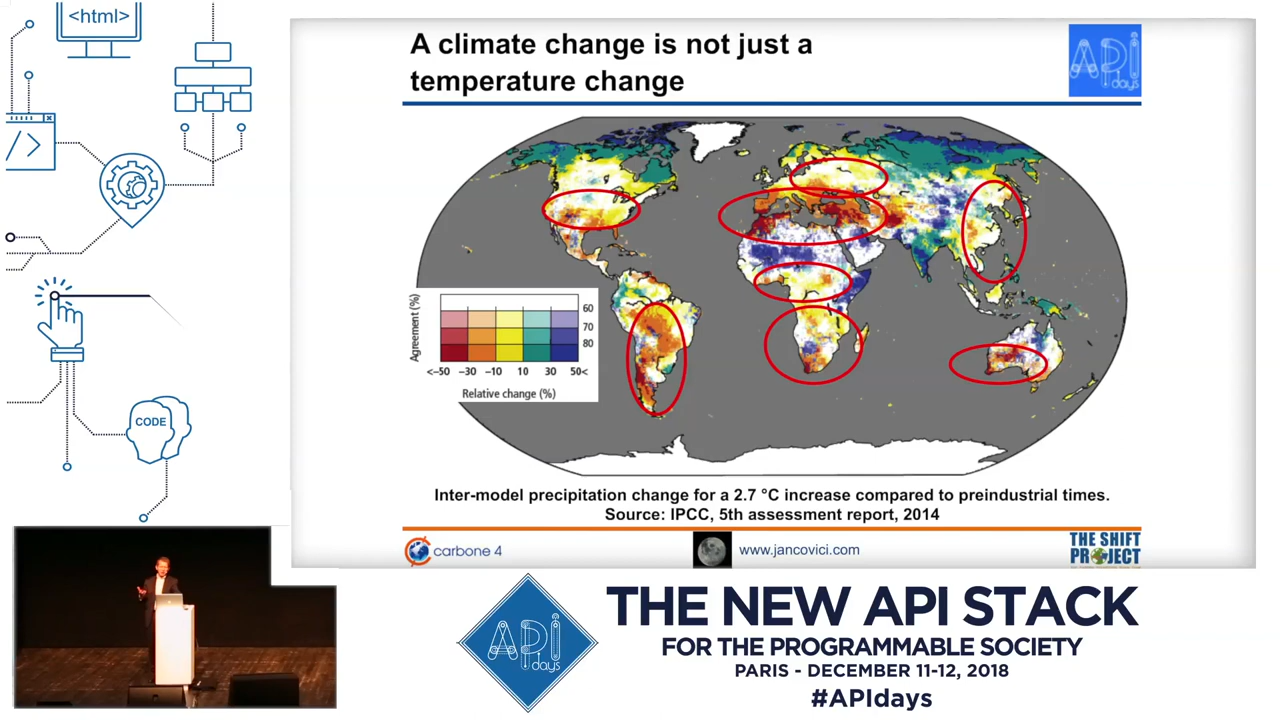 <html>
</>
CODE
A climate change is not just a
temperature change
API
days
Agreement (%)
60
70
80
<–50 –30 –10 10 30 50<
Relative change (%)
Inter-model precipitation change for a 2.7 °C increase compared to preindustrial times.
Source: IPCC, 5th assessment report, 2014
carbone 4
www.jancovici.com
THE SHIFT
PROJECT
API
days
THE NEW API STACK
FOR THE PROGRAMMABLE SOCIETY
PARIS - DECEMBER 11-12, 2018
#APIdays